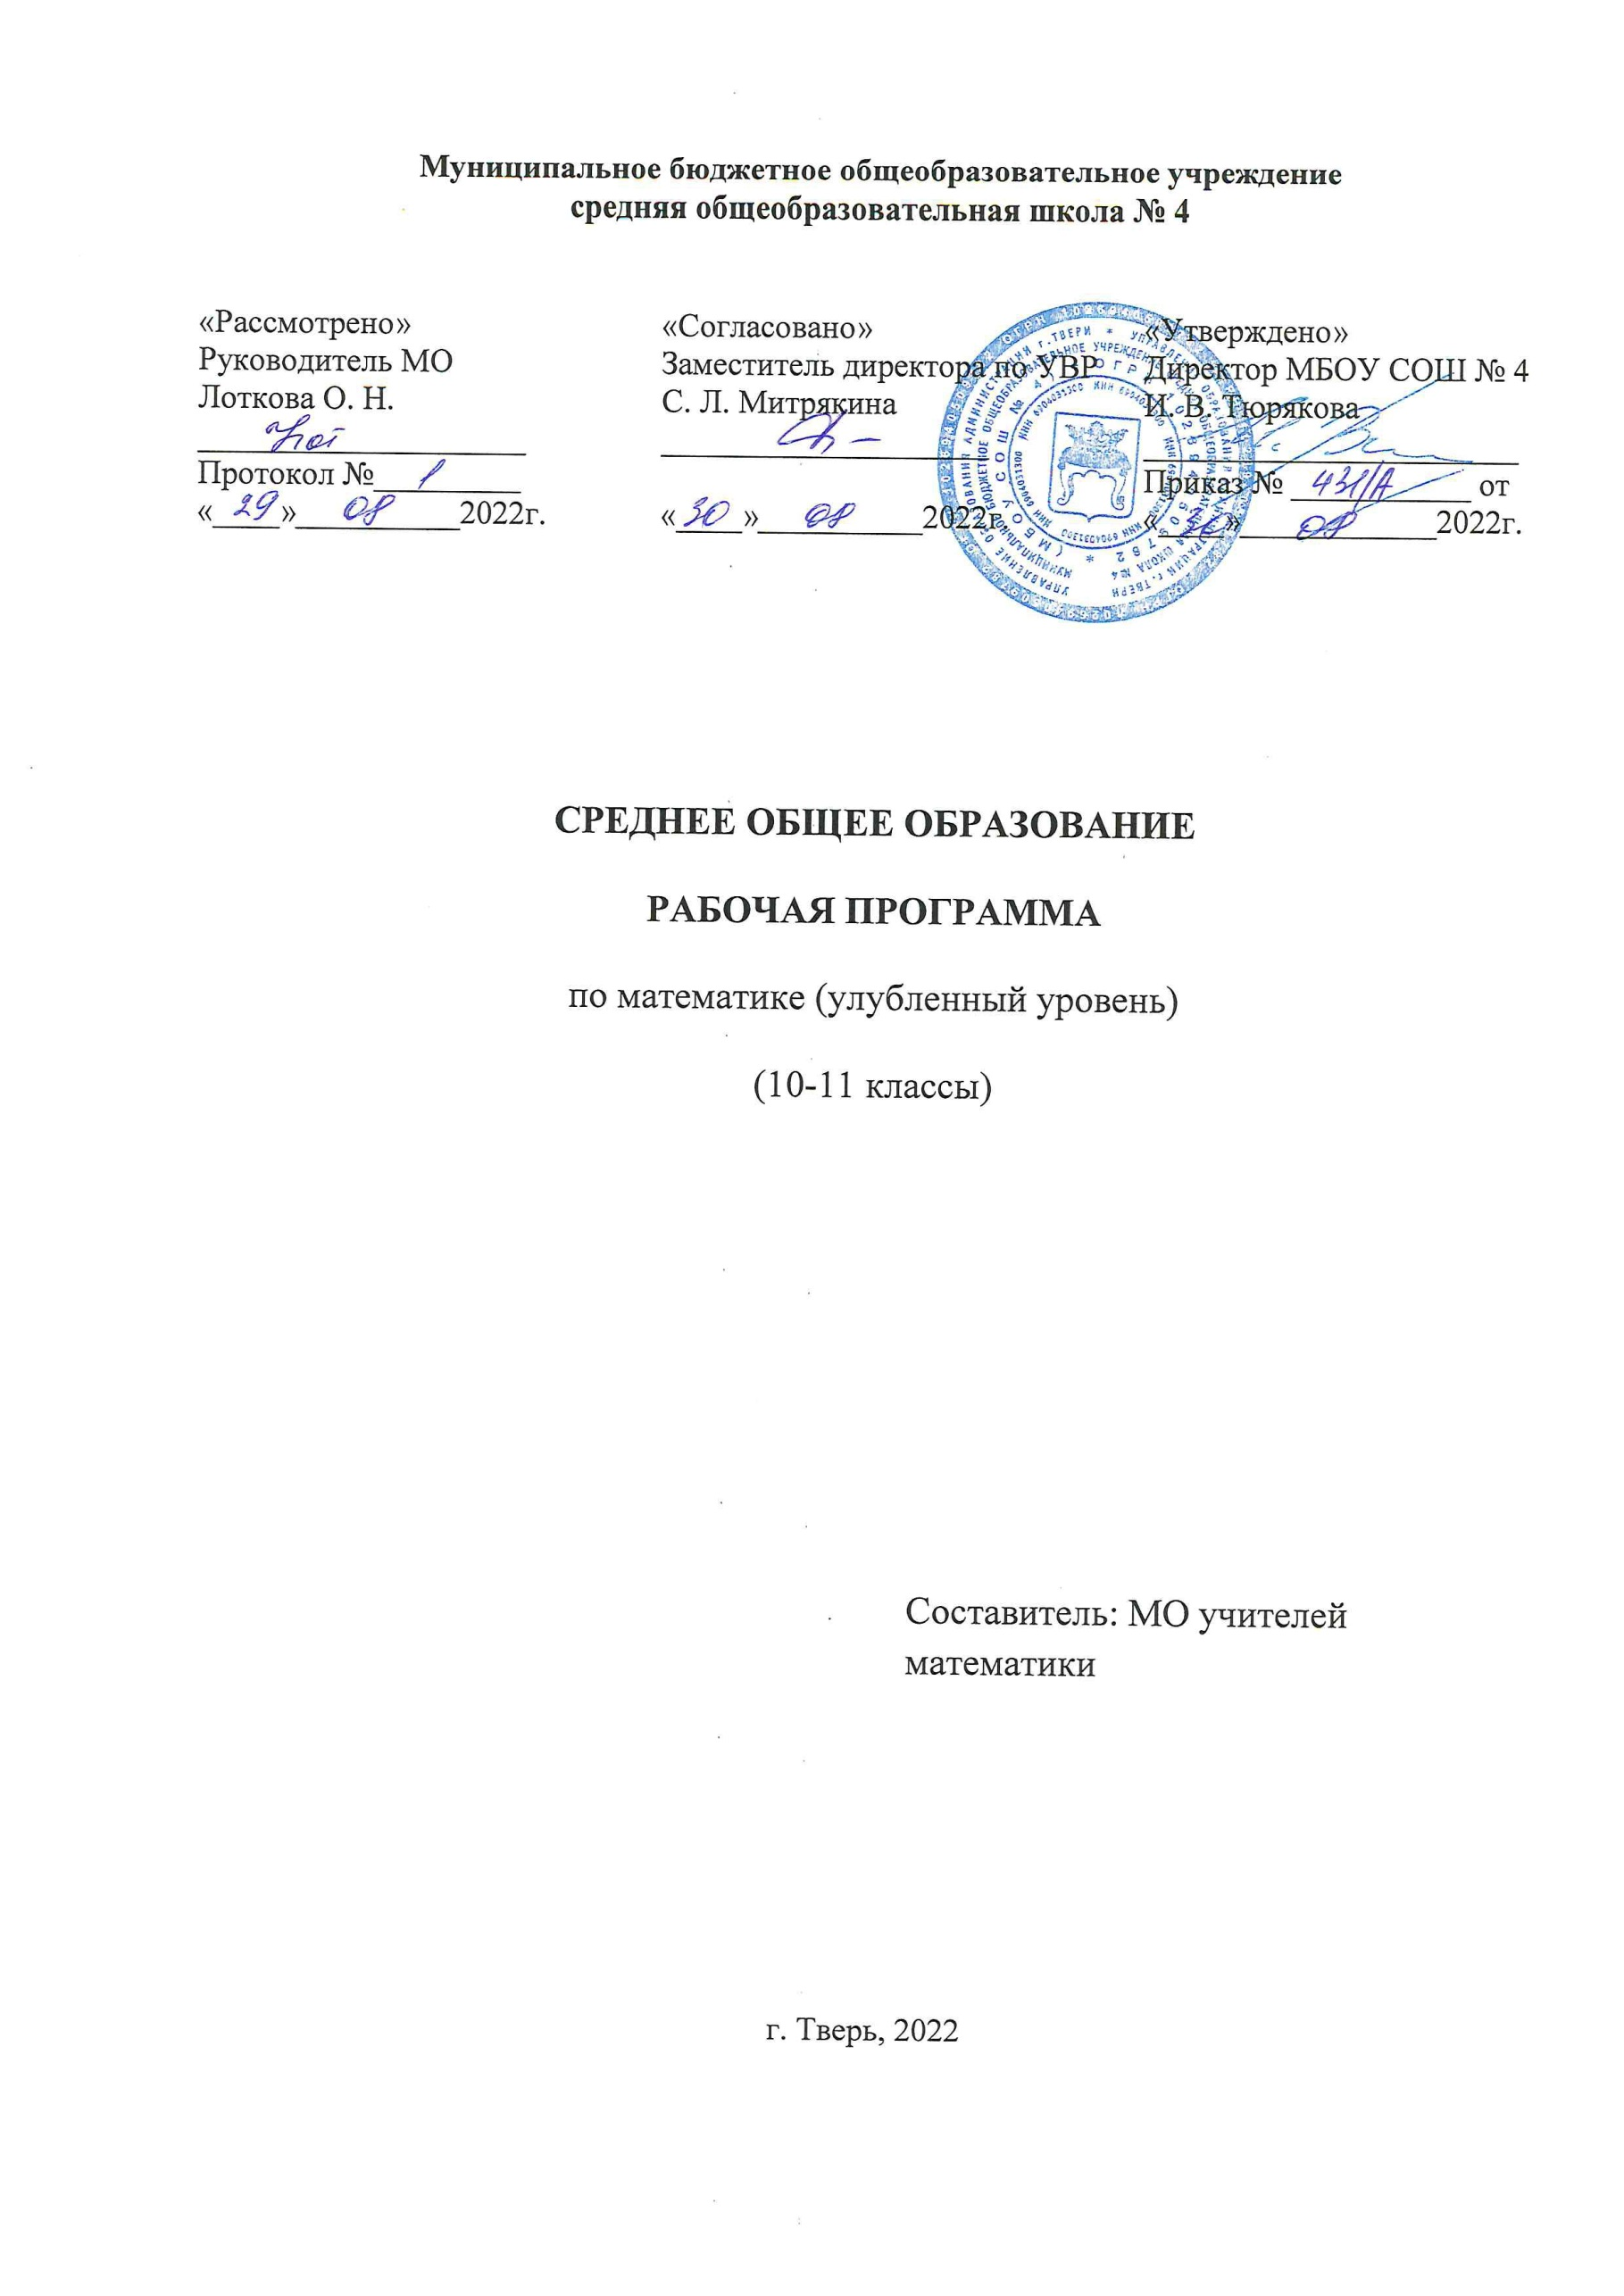 Муниципальное бюджетное общеобразовательное учреждение
средняя общеобразовательная школа № 4
«Рассмотрено»
Руководитель МО
Лоткова О. Н.
Протокол № 1
«29» 08 2022г.
«Согласовано»
Заместитель директора по УВР
С. Л. Митрякина
«30» 08 2022г.
«Утверждено»
Директор МБОУ СОШ № 4
И. В. Тюрякова
Приказ № 431/А от
«30» 08 2022г.
СРЕДНЕЕ ОБЩЕЕ ОБРАЗОВАНИЕ
РАБОЧАЯ ПРОГРАММА
по математике (улубленный уровень)
(10-11 классы)
Составитель: МО учителей
математики
г. Тверь, 2022